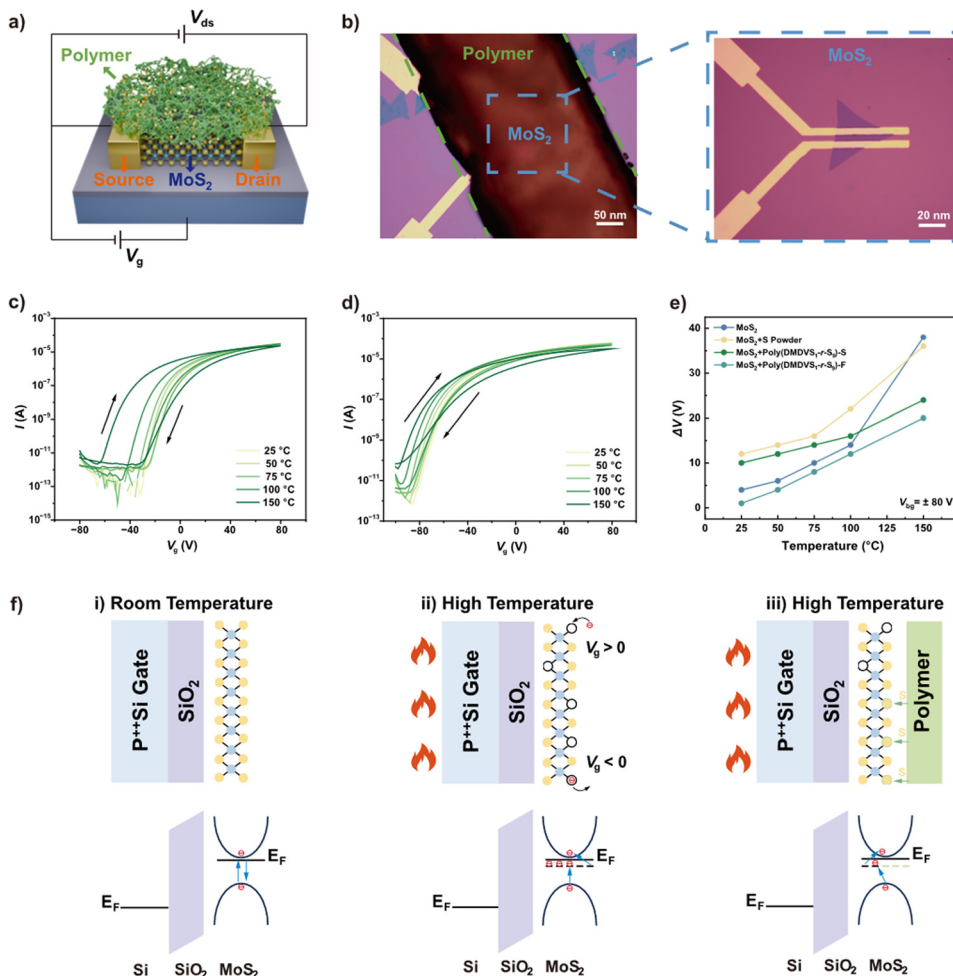 a)
V_ds
Polymer
Source
MoS₂
Drain
V_g
b)
Polymer
MoS₂
50 nm
MoS₂
20 nm
c)
I (A)
10⁻³
10⁻⁵
10⁻⁷
10⁻⁹
10⁻¹¹
10⁻¹³
10⁻¹⁵
25 °C
50 °C
75 °C
100 °C
150 °C
−80 −40 0 40 80
V_g (V)
d)
I (A)
10⁻³
10⁻⁵
10⁻⁷
10⁻⁹
10⁻¹¹
10⁻¹³
25 °C
50 °C
75 °C
100 °C
150 °C
−80 −40 0 40 80
V_g (V)
e)
ΔV (V)
40
30
20
10
0
MoS₂
MoS₂+S Powder
MoS₂+Poly(DMDVS₁-r-S₉)-S
MoS₂+Poly(DMDVS₁-r-S₉)-F
V_bg= ± 80 V
25 50 75 100 125 150
Temperature (°C)
f)
i) Room Temperature
P⁺⁺Si Gate
SiO₂
E_F
E_F
Si SiO₂ MoS₂
ii) High Temperature
P⁺⁺Si Gate
SiO₂
V_g > 0
V_g < 0
E_F
E_F
Si SiO₂ MoS₂
iii) High Temperature
P⁺⁺Si Gate
SiO₂
S
S
S
Polymer
E_F
E_F
Si SiO₂ MoS₂